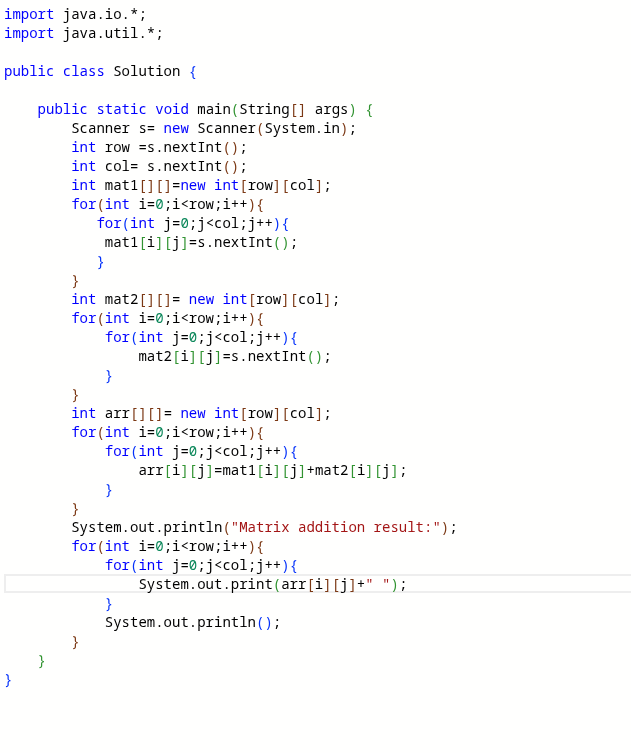 import java.io.*;
import java.util.*;

public class Solution {

    public static void main(String[] args) {
        Scanner s= new Scanner(System.in);
        int row =s.nextInt();
        int col= s.nextInt();
        int mat1[][]=new int[row][col];
        for(int i=0;i<row;i++){
           for(int j=0;j<col;j++){
            mat1[i][j]=s.nextInt();
           }
        }
        int mat2[][]= new int[row][col];
        for(int i=0;i<row;i++){
            for(int j=0;j<col;j++){
                mat2[i][j]=s.nextInt();
            }
        }
        int arr[][]= new int[row][col];
        for(int i=0;i<row;i++){
            for(int j=0;j<col;j++){
                arr[i][j]=mat1[i][j]+mat2[i][j];
            }
        }
        System.out.println("Matrix addition result:");
        for(int i=0;i<row;i++){
            for(int j=0;j<col;j++){
                System.out.print(arr[i][j]+" ");
            }
            System.out.println();
        }
    }
}